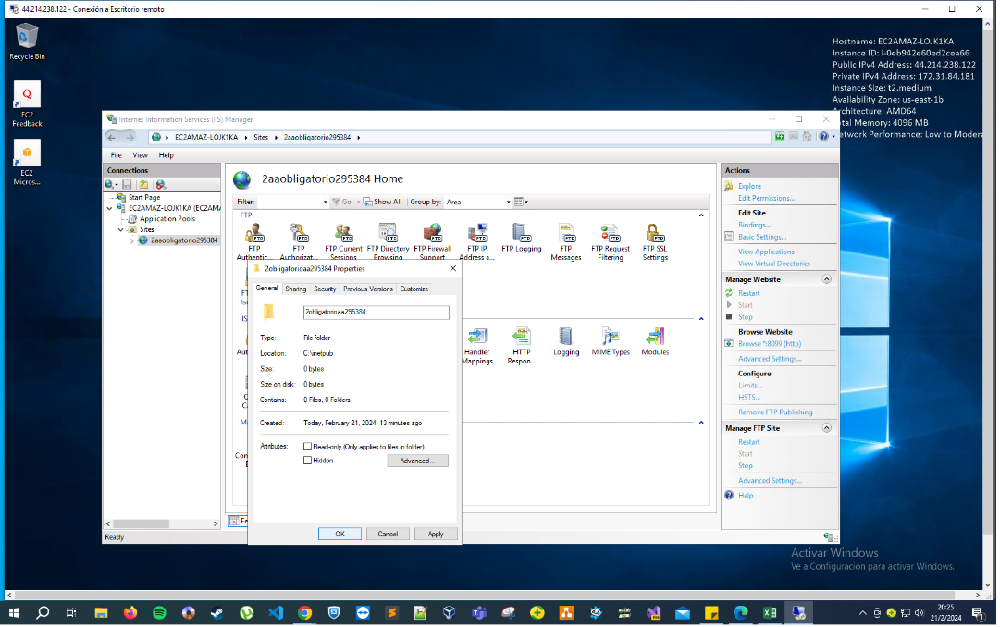 44.214.238.122 - Conexión a Escritorio remoto
Recycle Bin
EC2
Feedback
EC2
Micros...
Hostname: EC2AMAZ-LOJK1KA
Instance ID: i-0eb942e60ed2cea66
Public IPv4 Address: 44.214.238.122
Private IPv4 Address: 172.31.84.181
Instance Size: t2.medium
Availability Zone: us-east-1b
Architecture: AMD64
tal Memory: 4096 MB
etwork Performance: Low to Modera
Internet Information Services (IIS) Manager
EC2AMAZ-LOJK1KA
Sites
2aaobligatorio295384
File View Help
Connections
Start Page
EC2AMAZ-LOJK1KA (EC2AMA
Application Pools
Sites
2aaobligatorio295384
2aaobligatorio295384 Home
Filter: Go Show All Group by: Area
FTP
FTP Authentic...
FTP Authorizat...
FTP Current Sessions
FTP Directory Browsing
FTP Firewall Support
FTP IP Address a...
FTP Logging
FTP Messages
FTP Request Filtering
FTP SSL Settings
IIS
Handler Mappings
HTTP Respon...
Logging
MIME Types
Modules
2obligatorioaa295384 Properties
General Sharing Security Previous Versions Customize
2obligatorioaa295384
Type: File folder
Location: C:\inetpub
Size: 0 bytes
Size on disk: 0 bytes
Contains: 0 Files, 0 Folders
Created: Today, February 21, 2024, 13 minutes ago
Attributes: Read-only (Only applies to files in folder)
Hidden
Advanced...
OK Cancel Apply
Actions
Explore
Edit Permissions...
Edit Site
Bindings...
Basic Settings...
View Applications
View Virtual Directories
Manage Website
Restart
Start
Stop
Browse Website
Browse *:8099 (http)
Advanced Settings...
Configure
Limits...
HSTS...
Remove FTP Publishing
Manage FTP Site
Restart
Start
Stop
Advanced Settings...
Help
Ready
Activar Windows
Ve a Configuración para activar Windows.
20:25
21/2/2024